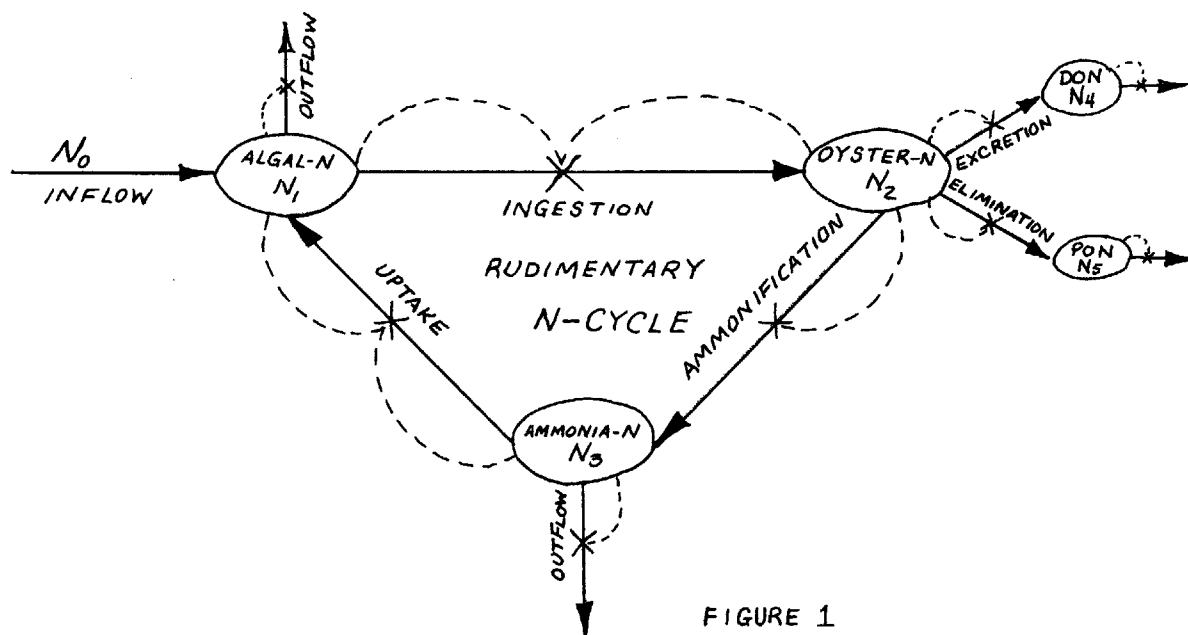 OUTFLOW
N₀
INFLOW
ALGAL-N
N₁
INGESTION
OYSTER-N
N₂
EXCRETION
DON
N4
ELIMINATION
PON
N5
UPTAKE
RUDIMENTARY
N-CYCLE
AMMONIFICATION
AMMONIA-N
N₃
OUTFLOW
FIGURE 1